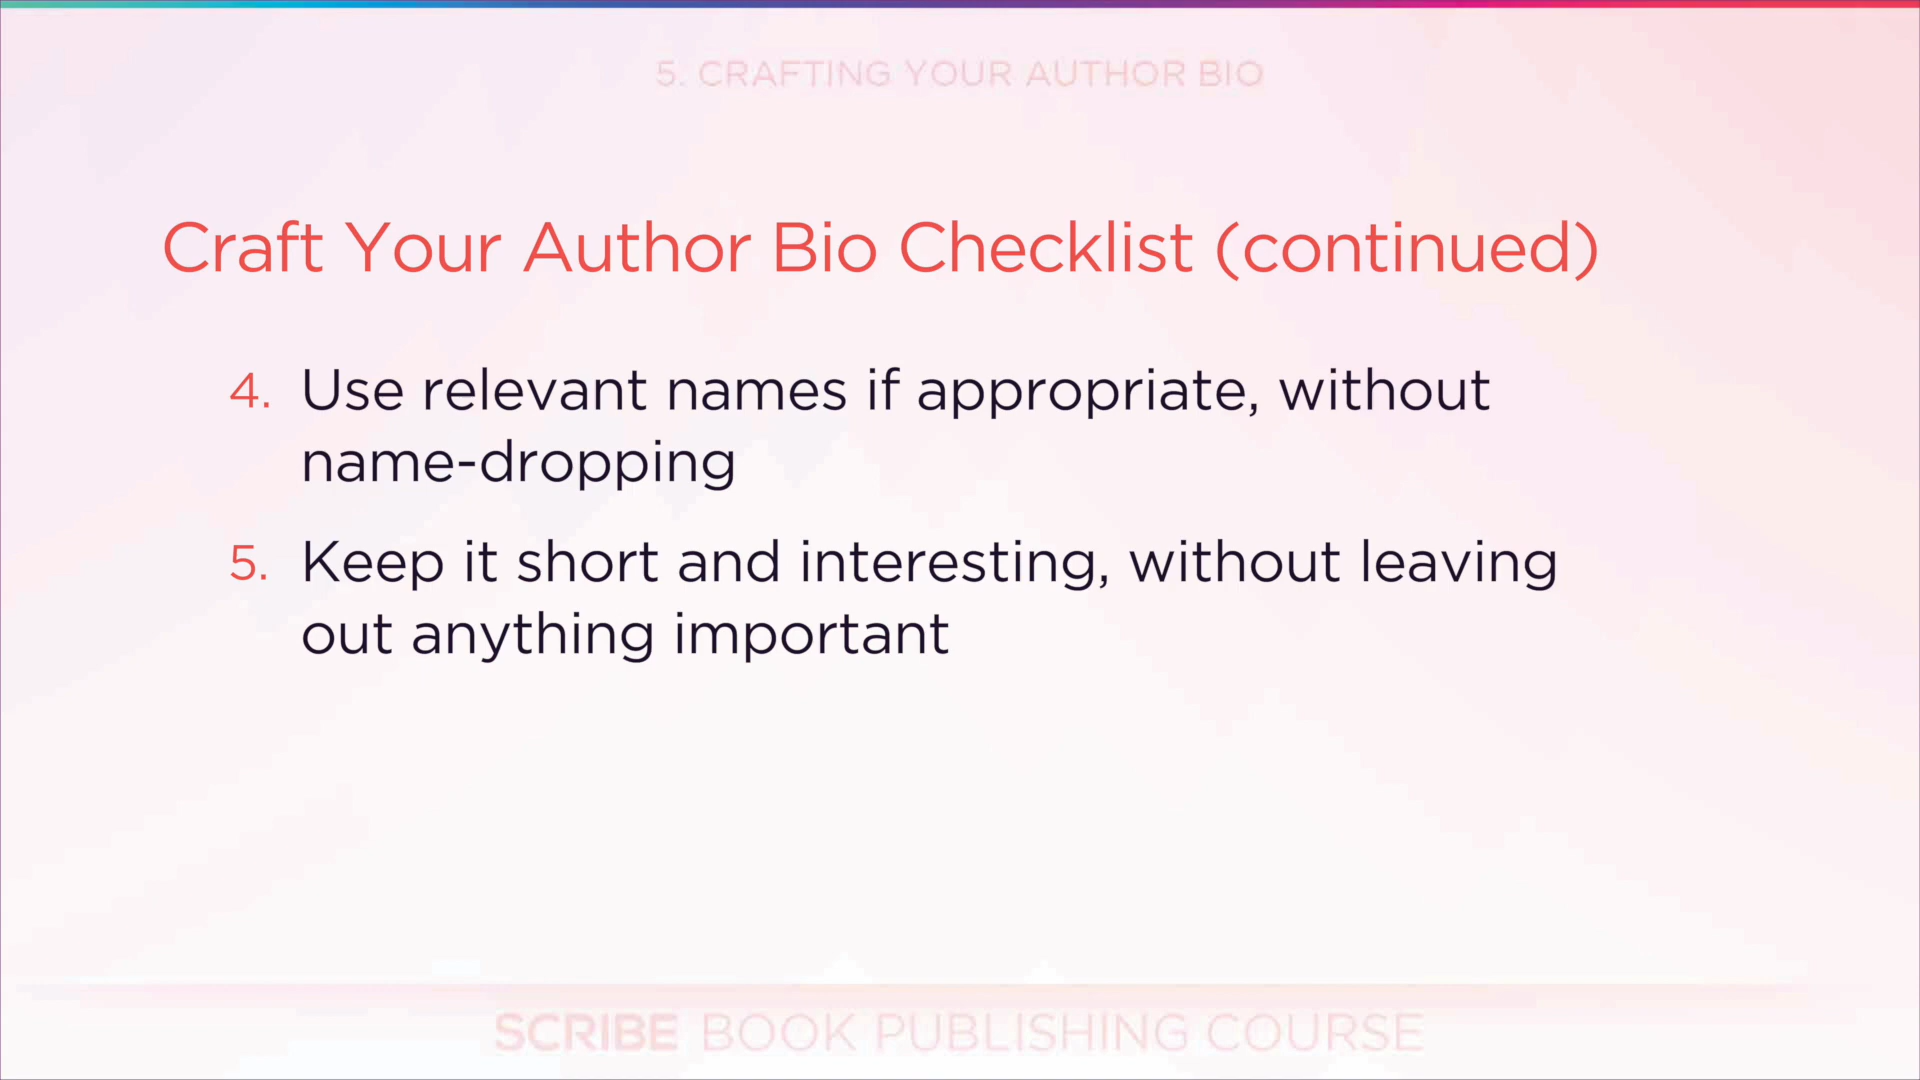 5. CRAFTING YOUR AUTHOR BIO
Craft Your Author Bio Checklist (continued)
4. Use relevant names if appropriate, without
name-dropping
5. Keep it short and interesting, without leaving
out anything important
SCRIBE BOOK PUBLISHING COURSE